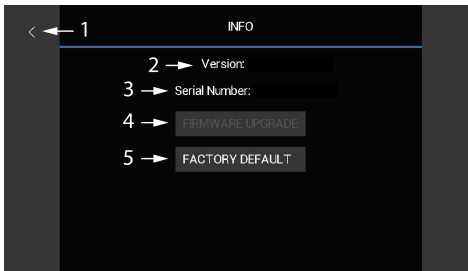 INFO
< 1
2 Version:
3 Serial Number:
4 FIRMWARE UPGRADE
5 FACTORY DEFAULT